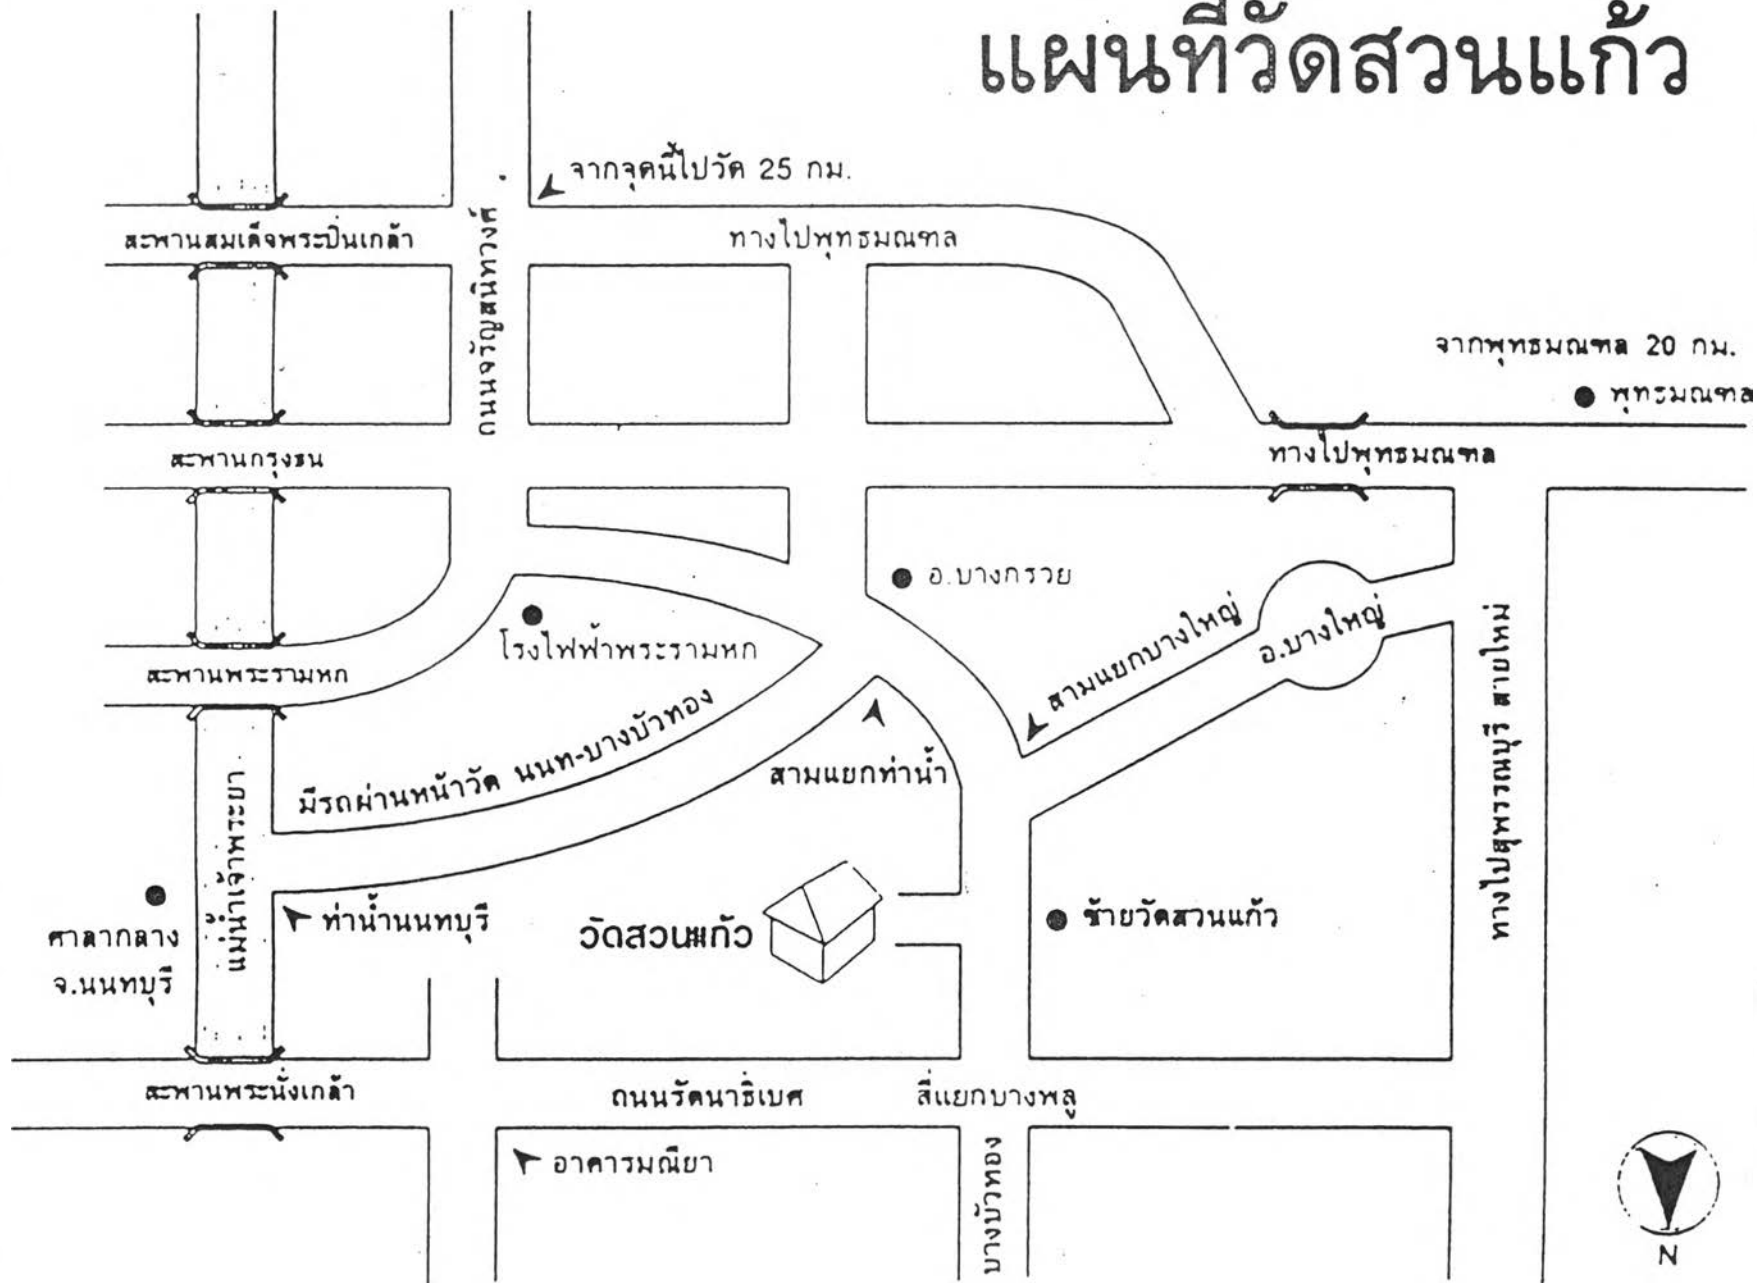 แผนที่วัดสวนแก้ว
จากจุดนี้ไปวัด 25 กม.
สะพานสมเด็จพระปิ่นเกล้า
ถนนจรัญสนิทวงศ์
ทางไปพุทธมณฑล
จากพุทธมณฑล 20 กม.
พุทธมณฑล
สะพานกรุงธน
ทางไปพุทธมณฑล
อ.บางกรวย
โรงไฟฟ้าพระรามหก
สามแยกบางใหญ่
อ.บางใหญ่
สะพานพระรามหก
มีรถผ่านหน้าวัด นนท-บางบัวทอง
สามแยกท่าน้ำ
ทางไปสุพรรณบุรี สายใหม่
แม่น้ำเจ้าพระยา
ศาลากลาง
จ.นนทบุรี
ท่าน้ำนนทบุรี
วัดสวนแก้ว
ป้ายวัดสวนแก้ว
สะพานพระนั่งเกล้า
ถนนรัตนาธิเบศ
สี่แยกบางพลู
อาคารมณียา
บางบัวทอง
N